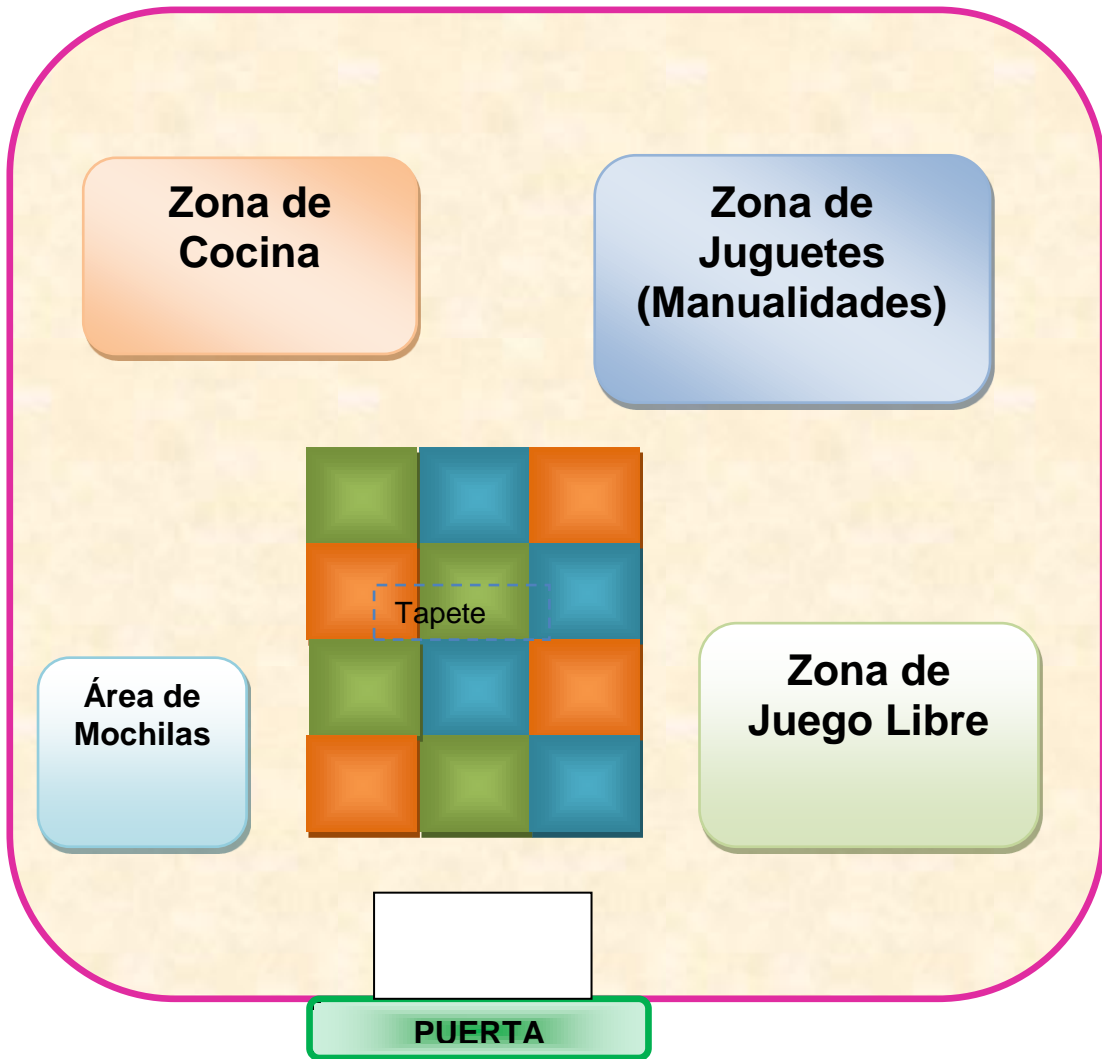 Zona de
Cocina
Zona de
Juguetes
(Manualidades)
Tapete
Área de
Mochilas
Zona de
Juego Libre
PUERTA